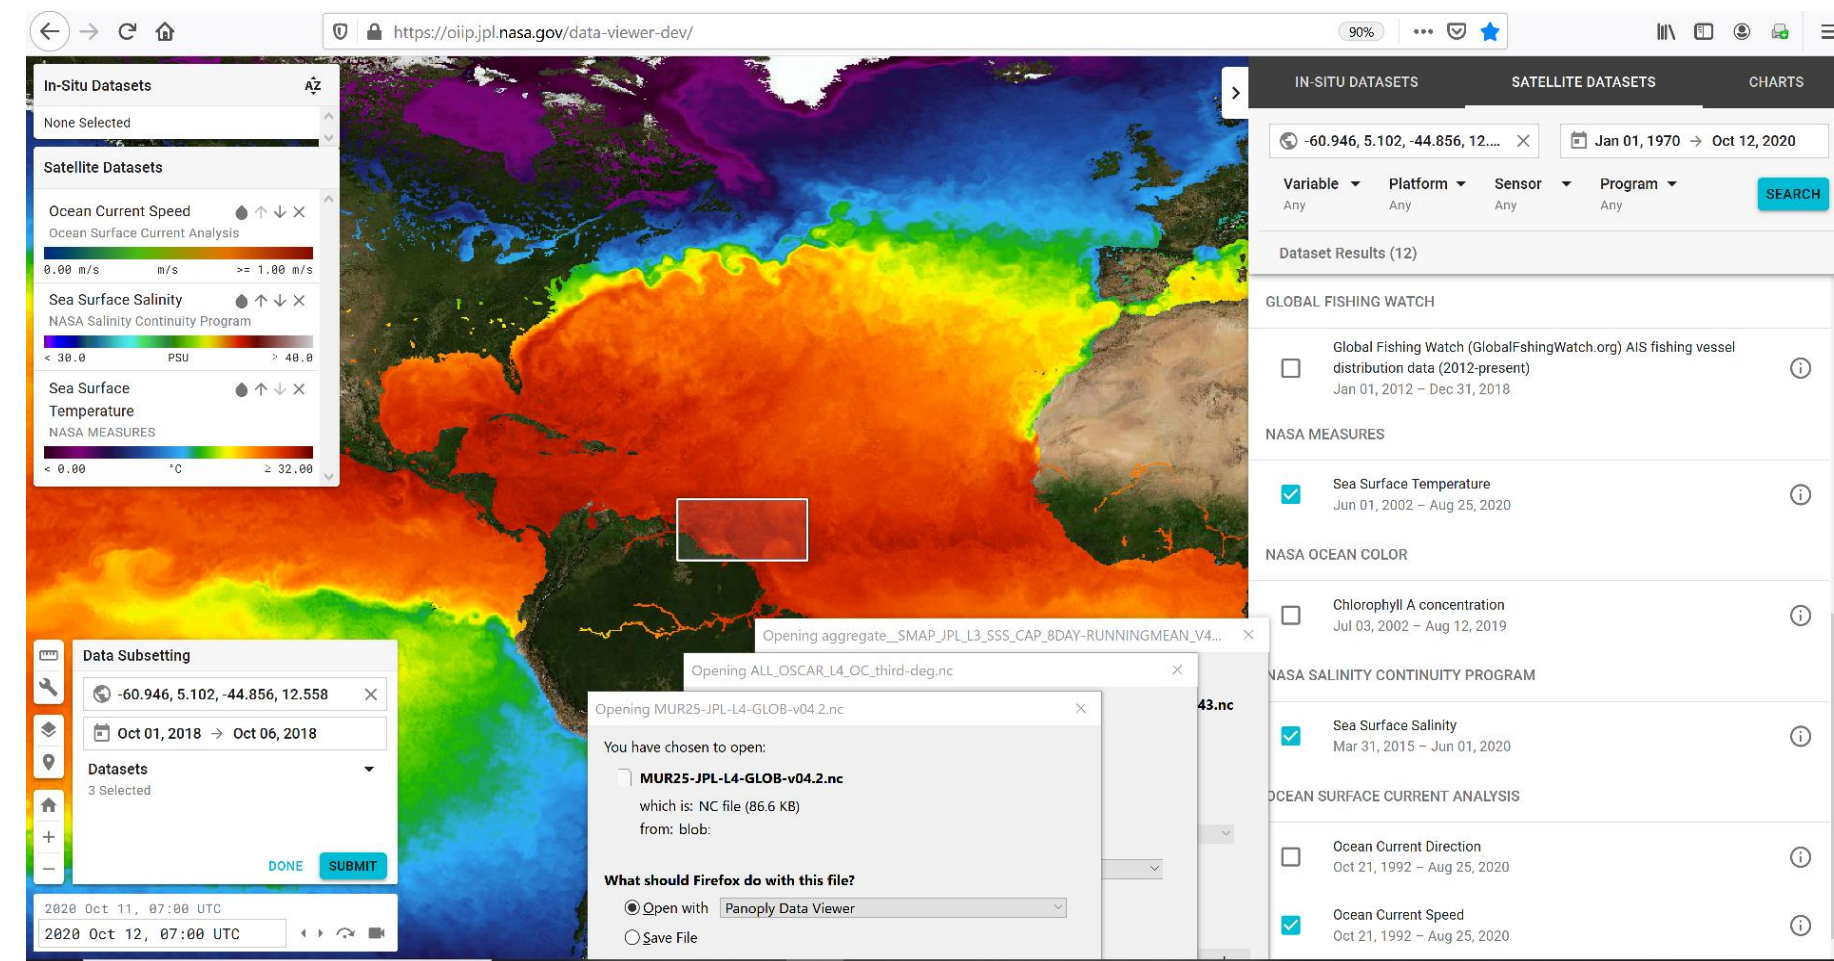 https://oiip.jpl.nasa.gov/data-viewer-dev/
90%
In-Situ Datasets
AZ
None Selected
Satellite Datasets
Ocean Current Speed
Ocean Surface Current Analysis
0.00 m/s m/s >= 1.00 m/s
Sea Surface Salinity
NASA Salinity Continuity Program
< 30.0 PSU > 40.0
Sea Surface
Temperature
NASA MEASURES
< 0.00 °C ≥ 32.00
Data Subsetting
-60.946, 5.102, -44.856, 12.558
Oct 01, 2018 → Oct 06, 2018
Datasets
3 Selected
DONE SUBMIT
2020 Oct 11, 07:00 UTC
2020 Oct 12, 07:00 UTC
Opening aggregate__SMAP_JPL_L3_SSS_CAP_8DAY-RUNNINGMEAN_V4...
43.nc
Opening ALL_OSCAR_L4_OC_third-deg.nc
Opening MUR25-JPL-L4-GLOB-v04.2.nc
You have chosen to open:
MUR25-JPL-L4-GLOB-v04.2.nc
which is: NC file (86.6 KB)
from: blob:
What should Firefox do with this file?
Open with Panoply Data Viewer
Save File
IN-SITU DATASETS SATELLITE DATASETS CHARTS
-60.946, 5.102, -44.856, 12.... Jan 01, 1970 → Oct 12, 2020
Variable Platform Sensor Program
Any Any Any Any
SEARCH
Dataset Results (12)
GLOBAL FISHING WATCH
Global Fishing Watch (GlobalFshingWatch.org) AIS fishing vessel
distribution data (2012-present)
Jan 01, 2012 – Dec 31, 2018
NASA MEASURES
Sea Surface Temperature
Jun 01, 2002 – Aug 25, 2020
NASA OCEAN COLOR
Chlorophyll A concentration
Jul 03, 2002 – Aug 12, 2019
NASA SALINITY CONTINUITY PROGRAM
Sea Surface Salinity
Mar 31, 2015 – Jun 01, 2020
OCEAN SURFACE CURRENT ANALYSIS
Ocean Current Direction
Oct 21, 1992 – Aug 25, 2020
Ocean Current Speed
Oct 21, 1992 – Aug 25, 2020